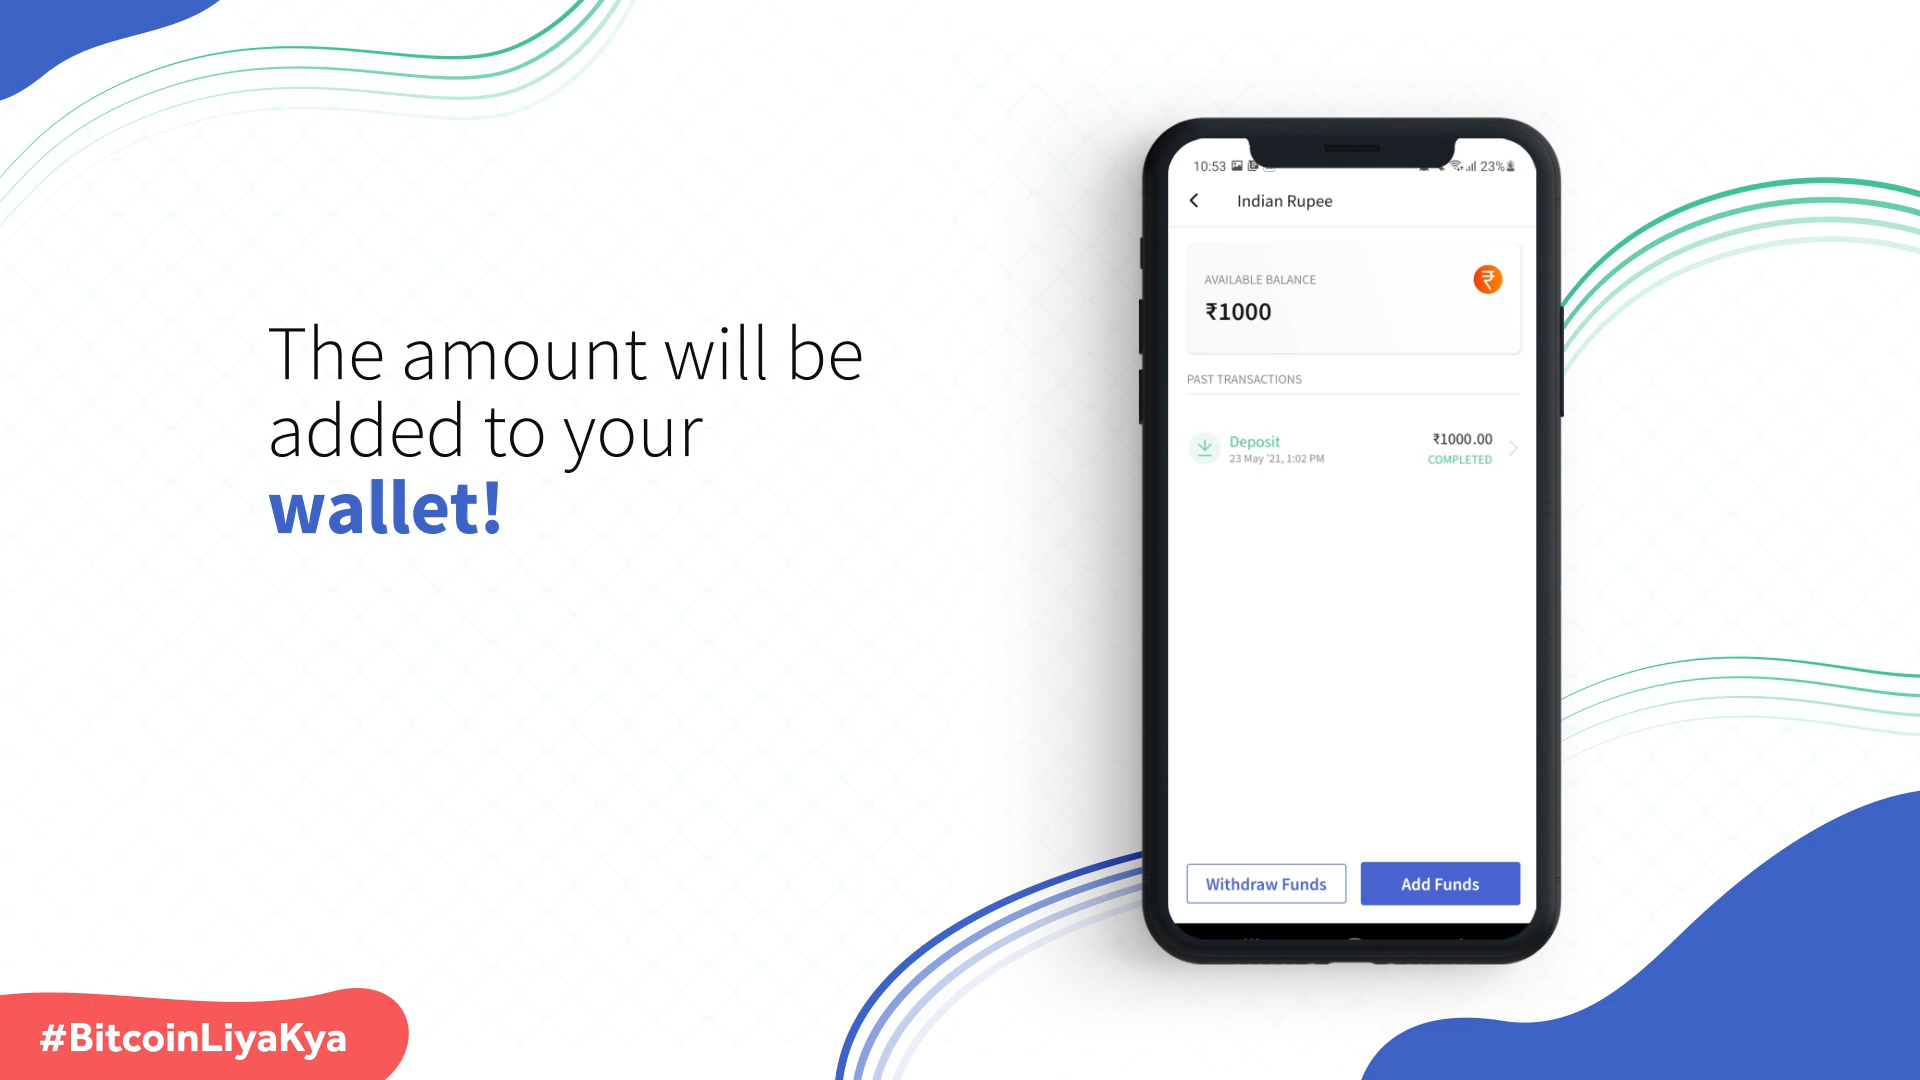 The amount will be
added to your
wallet!
10:53
23%
Indian Rupee
AVAILABLE BALANCE
₹1000
PAST TRANSACTIONS
Deposit
₹1000.00
23 May '21, 1:02 PM
COMPLETED
Withdraw Funds
Add Funds
#BitcoinLiyaKya